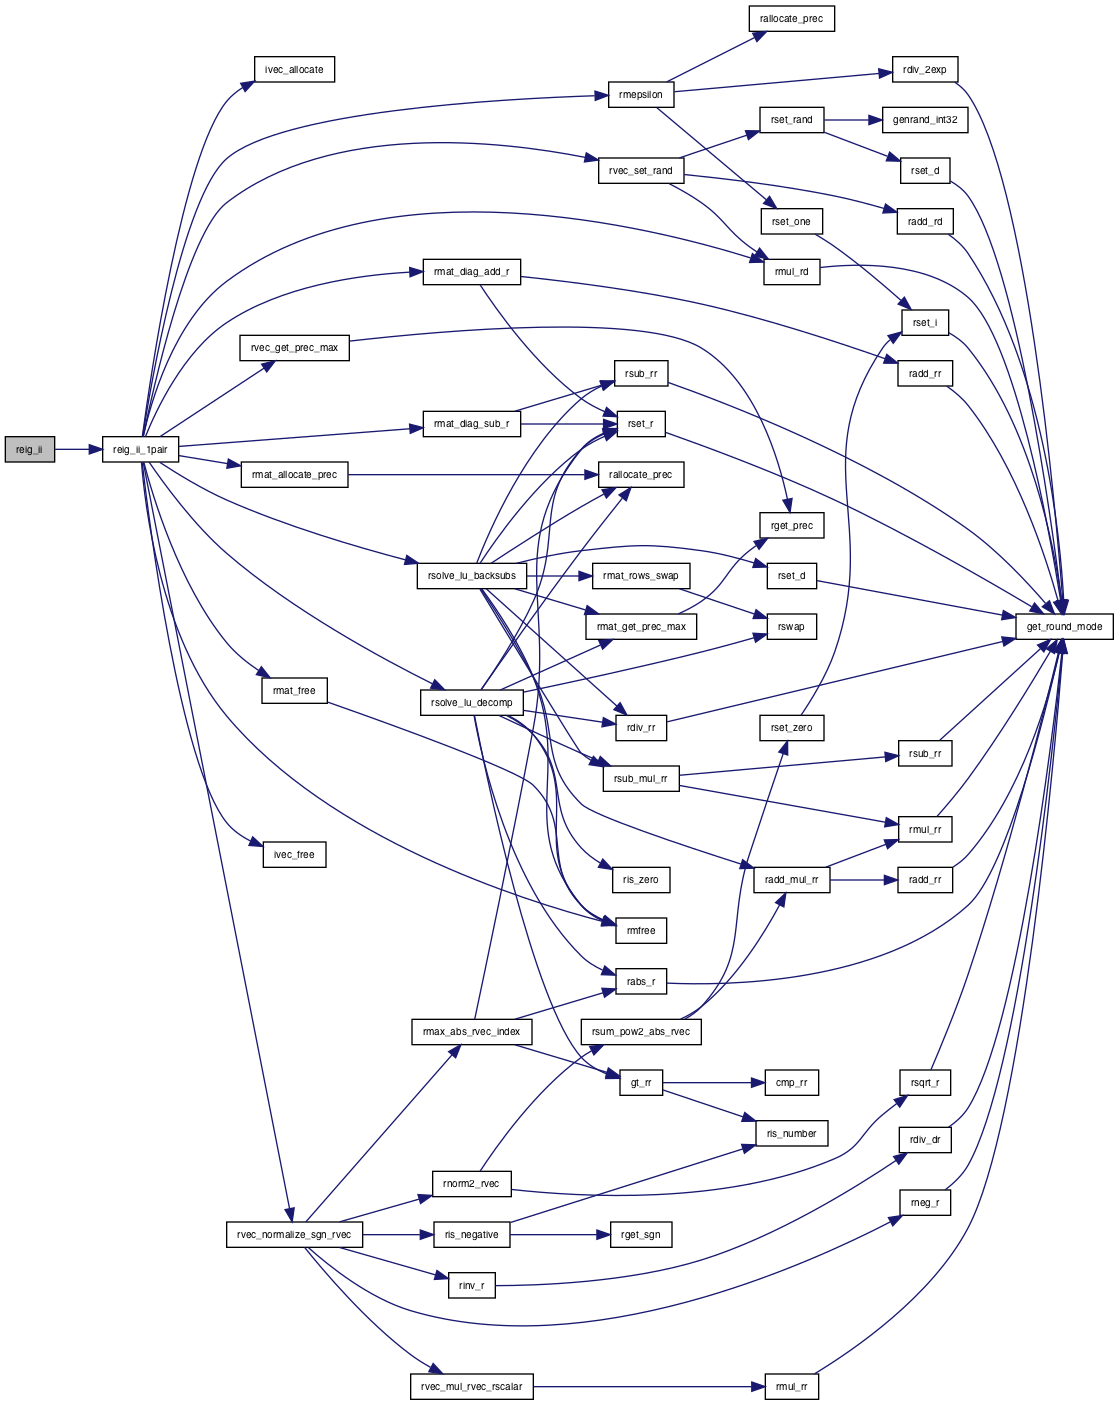 rallocate_prec
ivec_allocate
rdiv_2exp
rmepsilon
rset_rand
genrand_int32
rvec_set_rand
rset_d
rset_one
radd_rd
rmat_diag_add_r
rmul_rd
rset_i
rvec_get_prec_max
rsub_rr
radd_rr
rmat_diag_sub_r
rset_r
reig_ii
reig_ii_1pair
rmat_allocate_prec
rallocate_prec
rget_prec
rsolve_lu_backsubs
rmat_rows_swap
rset_d
rmat_get_prec_max
rswap
get_round_mode
rmat_free
rsolve_lu_decomp
rdiv_rr
rset_zero
rsub_rr
rsub_mul_rr
rmul_rr
ivec_free
ris_zero
radd_mul_rr
radd_rr
rmfree
rabs_r
rmax_abs_rvec_index
rsum_pow2_abs_rvec
gt_rr
cmp_rr
rsqrt_r
ris_number
rdiv_dr
rnorm2_rvec
rneg_r
rvec_normalize_sgn_rvec
ris_negative
rget_sgn
rinv_r
rvec_mul_rvec_rscalar
rmul_rr